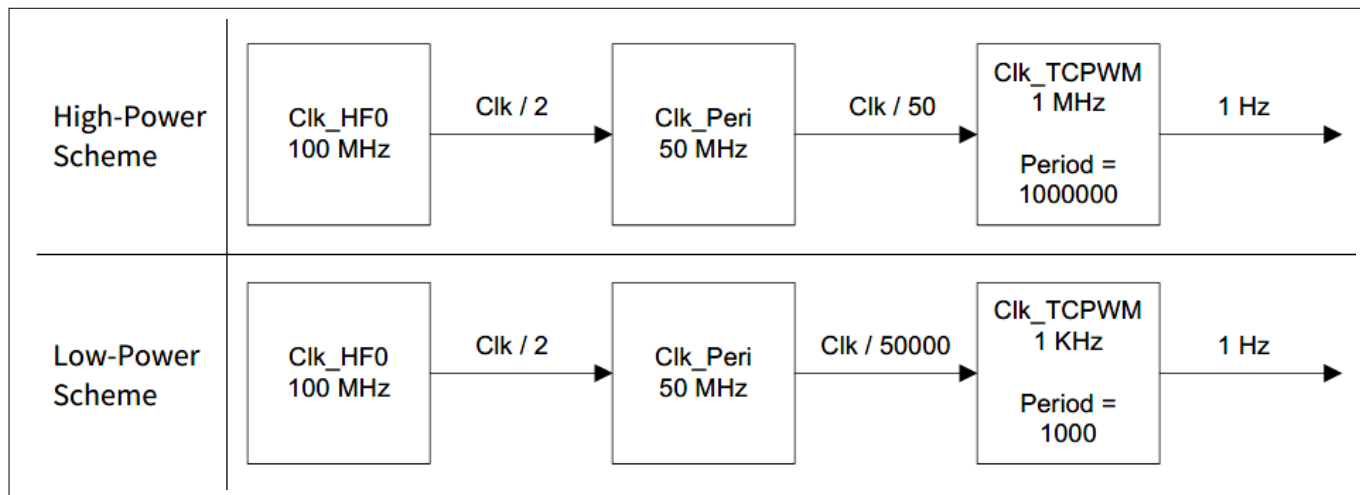 High-Power
Scheme
Clk_HF0
100 MHz
Clk / 2
Clk_Peri
50 MHz
Clk / 50
Clk_TCPWM
1 MHz
Period =
1000000
1 Hz
Low-Power
Scheme
Clk_HF0
100 MHz
Clk / 2
Clk_Peri
50 MHz
Clk / 50000
Clk_TCPWM
1 KHz
Period =
1000
1 Hz